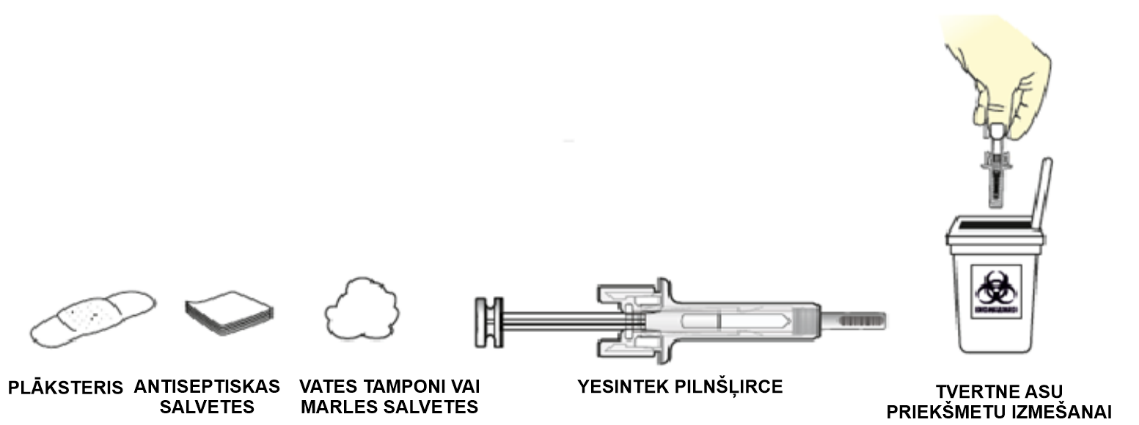 PLĀKSTERIS
ANTISEPTISKAS
SALVETES
VATES TAMPONI VAI
MARLES SALVETES
YESINTEK PILNŠĻIRCE
TVERTNE ASU
PRIEKŠMETU IZMEŠANAI